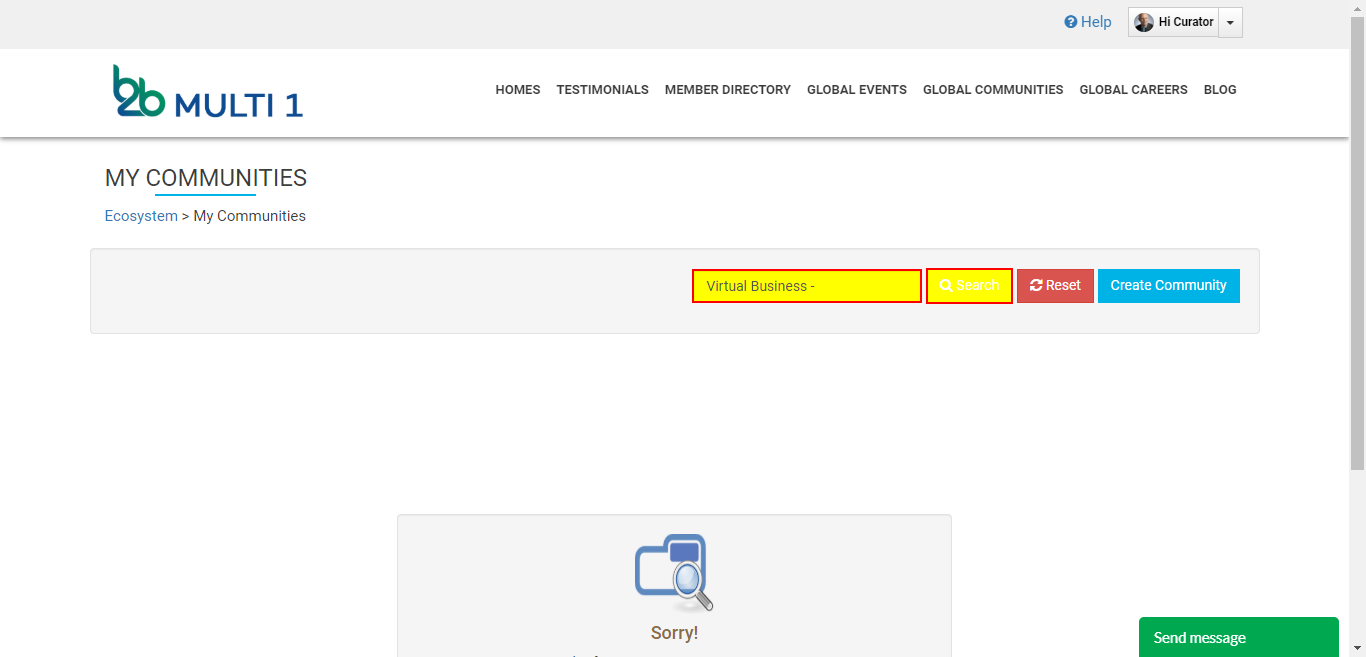 Help
Hi Curator
b2b MULTI 1
HOMES TESTIMONIALS MEMBER DIRECTORY GLOBAL EVENTS GLOBAL COMMUNITIES GLOBAL CAREERS BLOG
MY COMMUNITIES
Ecosystem > My Communities
Virtual Business - Search Reset Create Community
Sorry!
Send message